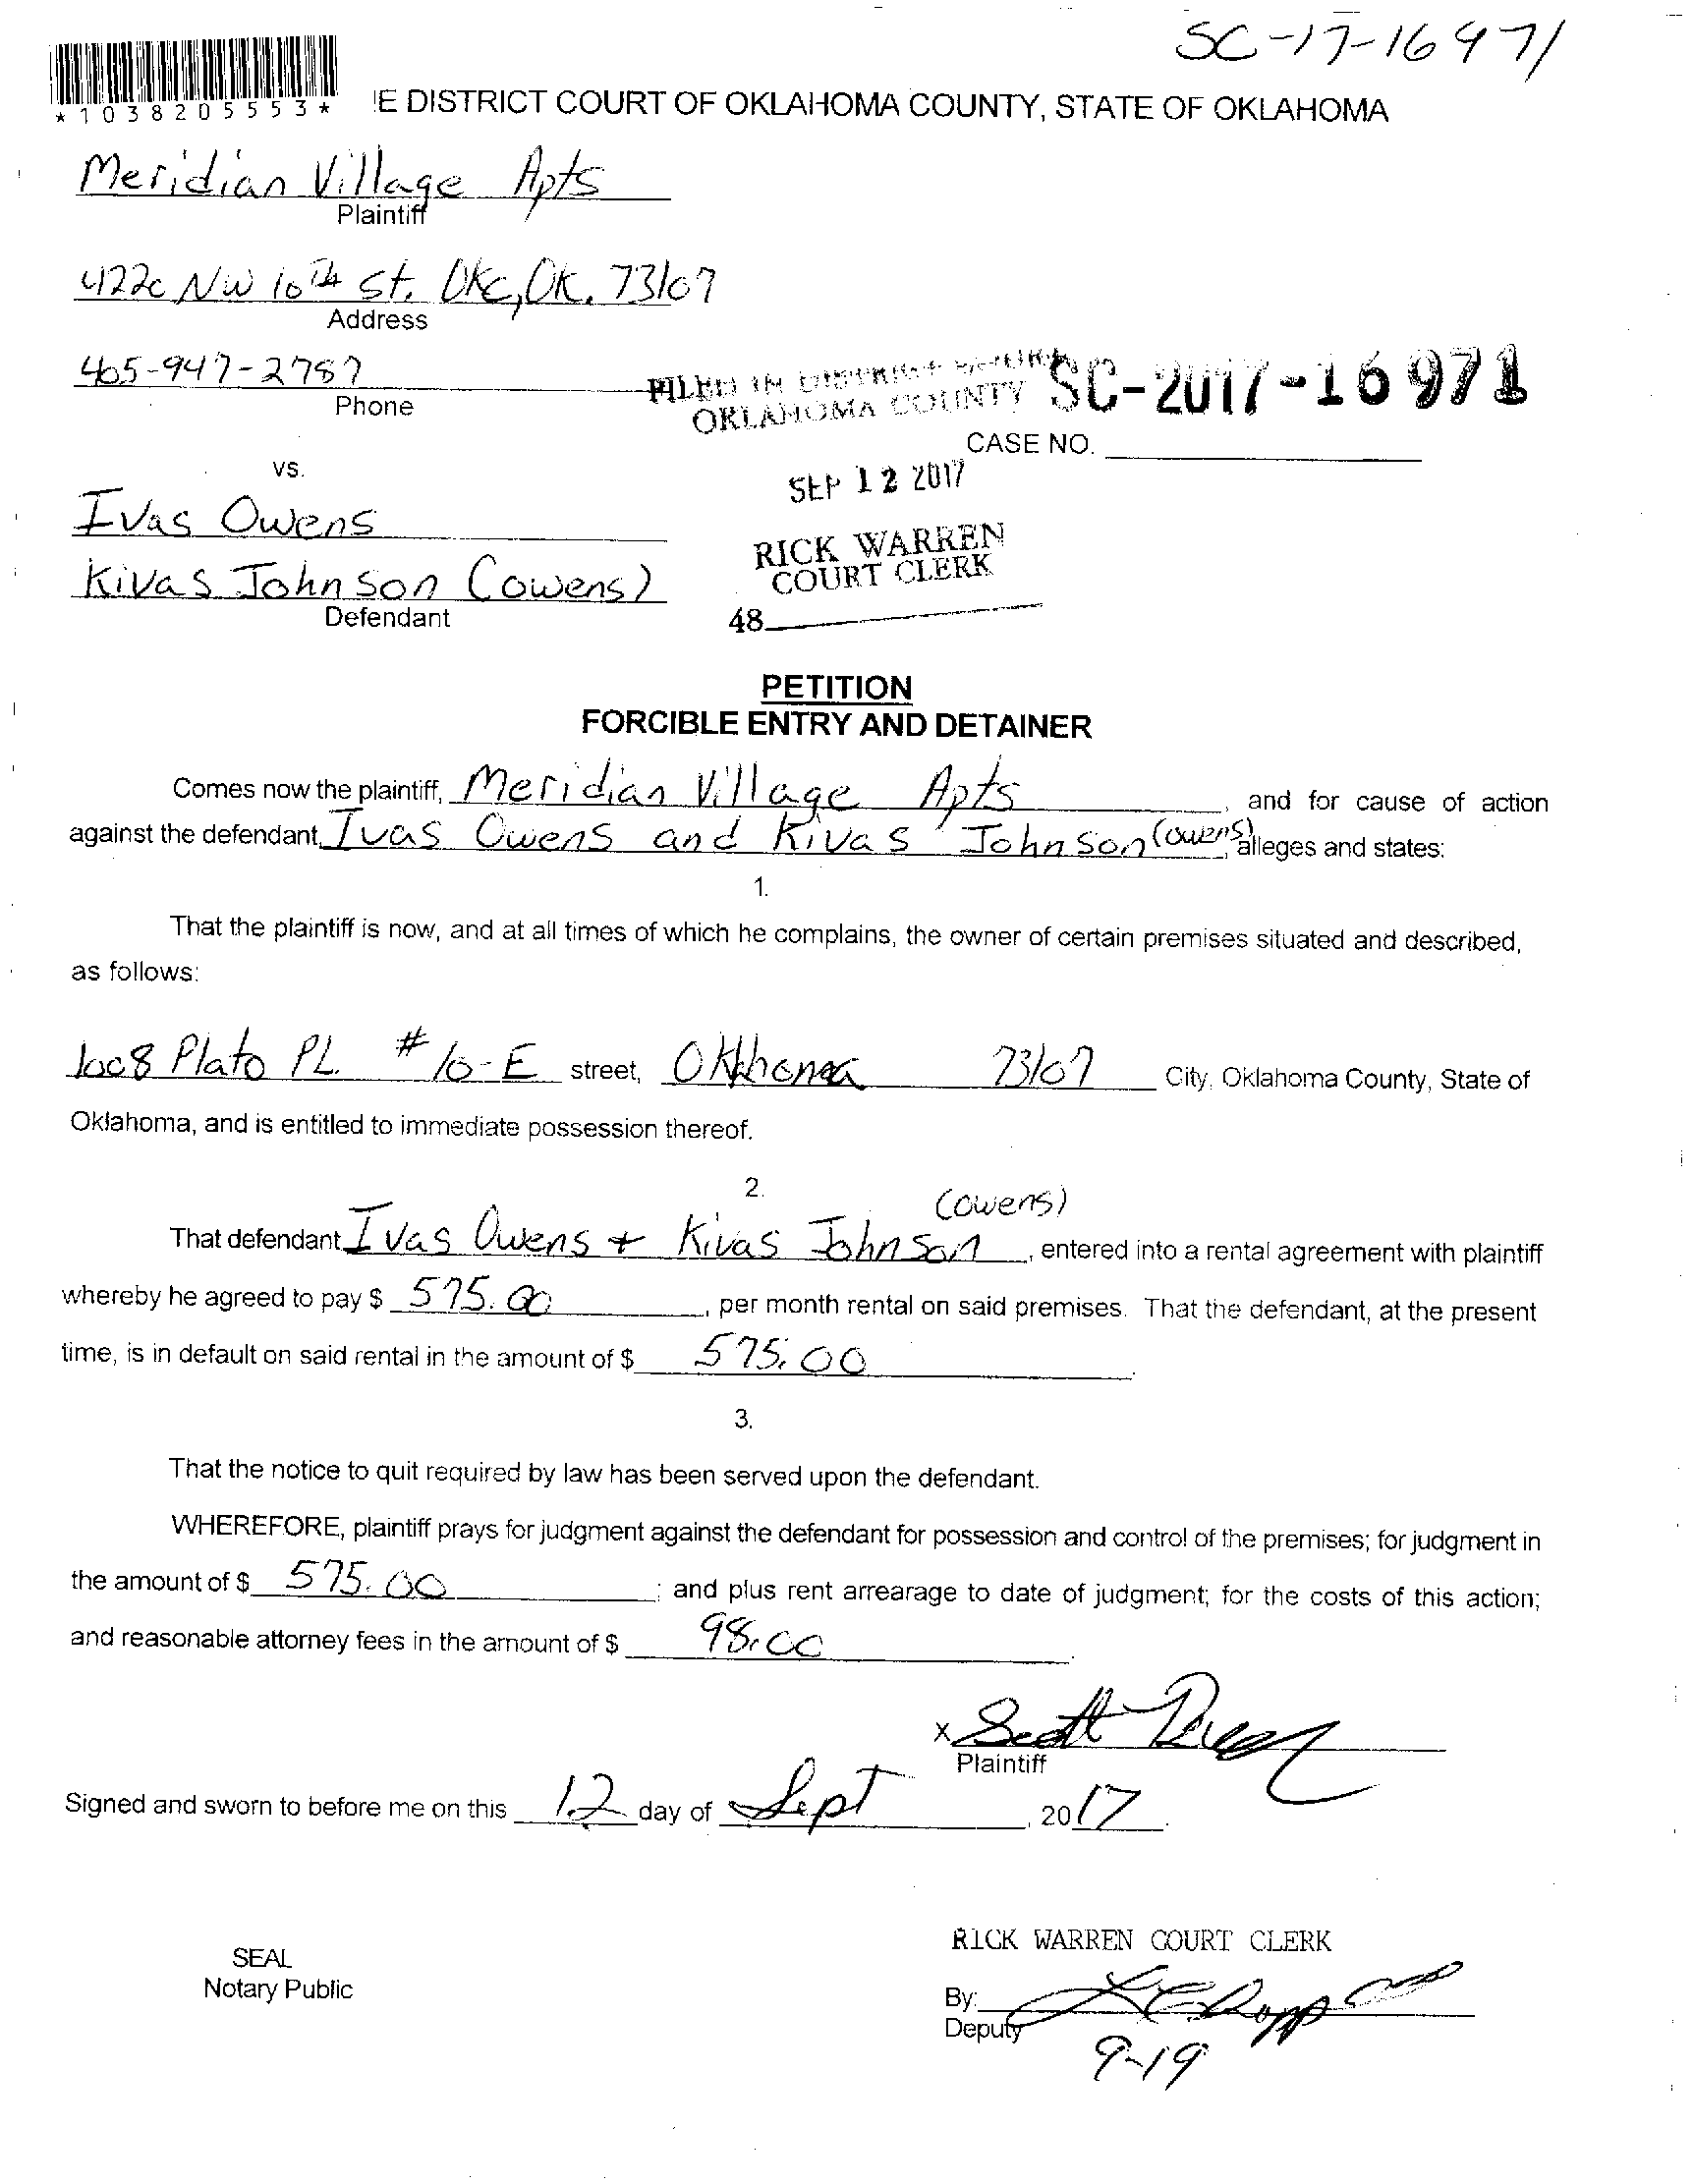 SC-17-16971
*1038205553*
IE DISTRICT COURT OF OKLAHOMA COUNTY, STATE OF OKLAHOMA
Meridian Village Apts
Plaintiff
4220 NW 10th St. OKC, OK. 73107
Address
405-947-2787
Phone
FILED IN DISTRICT COURT
OKLAHOMA COUNTY
SC-2017-16971
CASE NO.
vs.
SEP 12 2017
Ivas Owens
RICK WARREN
COURT CLERK
Kivas Johnson (owens)
Defendant
48
PETITION
FORCIBLE ENTRY AND DETAINER
Comes now the plaintiff, Meridian Village Apts, and for cause of action
against the defendant, Ivas Owens and Kivas Johnson (owens), alleges and states:
1.
That the plaintiff is now, and at all times of which he complains, the owner of certain premises situated and described,
as follows:
1008 Plato PL. #10-E street, 73107 City, Oklahoma County, State of
Oklahoma, and is entitled to immediate possession thereof.
2.
(owens)
That defendant Ivas Owens + Kivas Johnson, entered into a rental agreement with plaintiff
whereby he agreed to pay $ 575.00, per month rental on said premises. That the defendant, at the present
time, is in default on said rental in the amount of $ 575.00.
3.
That the notice to quit required by law has been served upon the defendant.
WHEREFORE, plaintiff prays for judgment against the defendant for possession and control of the premises; for judgment in
the amount of $ 575.00; and plus rent arrearage to date of judgment; for the costs of this action;
and reasonable attorney fees in the amount of $ 98.00.
X Scott
Plaintiff
Signed and sworn to before me on this 12 day of Sept, 2017.
RICK WARREN COURT CLERK
SEAL
Notary Public
By:
Deputy
9-19